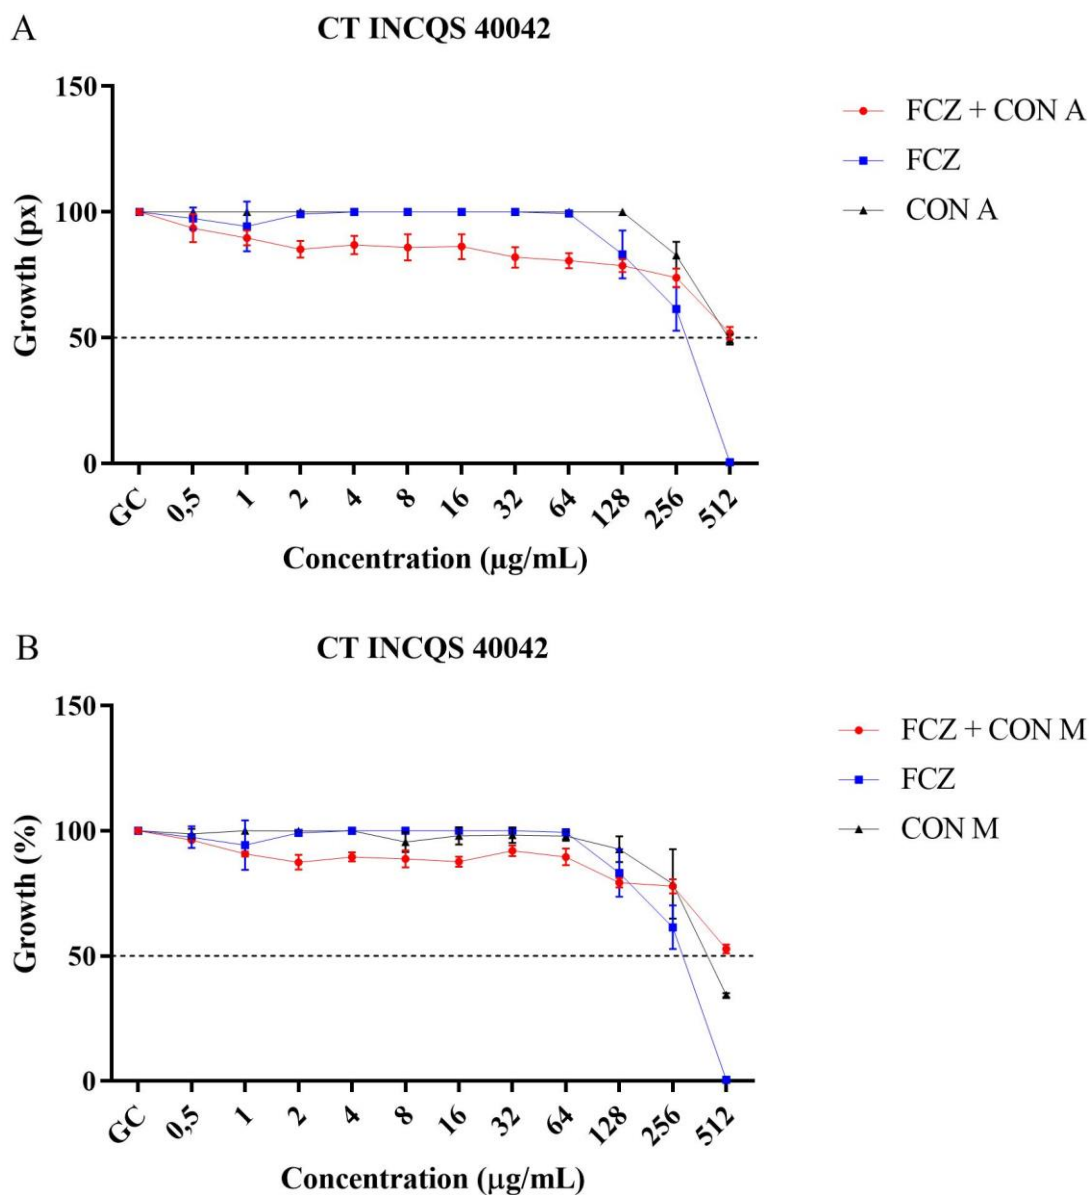 A
CT INCQS 40042
150
100
50
0
Growth (px)
GC 0,5 1 2 4 8 16 32 64 128 256 512
Concentration (µg/mL)
FCZ + CON A
FCZ
CON A
B
CT INCQS 40042
150
100
50
0
Growth (%)
GC 0,5 1 2 4 8 16 32 64 128 256 512
Concentration (µg/mL)
FCZ + CON M
FCZ
CON M